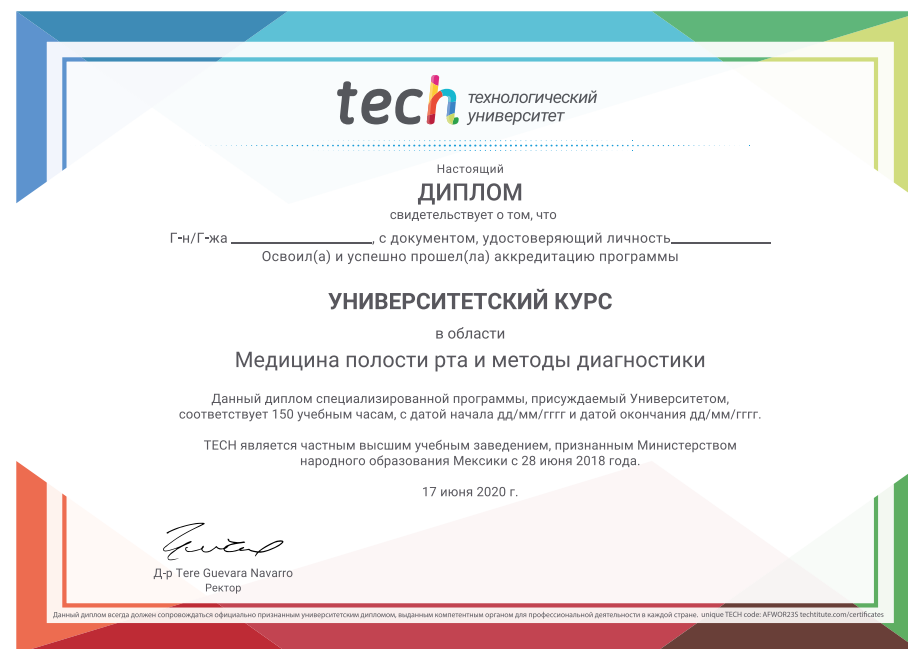 tech технологический
университет
Настоящий
ДИПЛОМ
свидетельствует о том, что
Г-н/Г-жа ____________________, с документом, удостоверяющий личность______________
Освоил(а) и успешно прошел(ла) аккредитацию программы
УНИВЕРСИТЕТСКИЙ КУРС
в области
Медицина полости рта и методы диагностики
Данный диплом специализированной программы, присуждаемый Университетом,
соответствует 150 учебным часам, с датой начала дд/мм/гггг и датой окончания дд/мм/гггг.
TECH является частным высшим учебным заведением, признанным Министерством
народного образования Мексики с 28 июня 2018 года.
17 июня 2020 г.
Д-р Tere Guevara Navarro
Ректор
Данный диплом всегда должен сопровождаться официально признанным университетским дипломом, выданным компетентным органом для профессиональной деятельности в каждой стране. unique TECH code: AFWOR23S techtitute.com/certificates